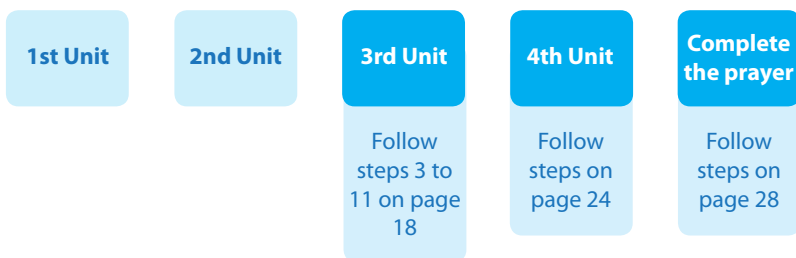 1st Unit
2nd Unit
3rd Unit
Follow
steps 3 to
11 on page
18
4th Unit
Follow
steps on
page 24
Complete
the prayer
Follow
steps on
page 28